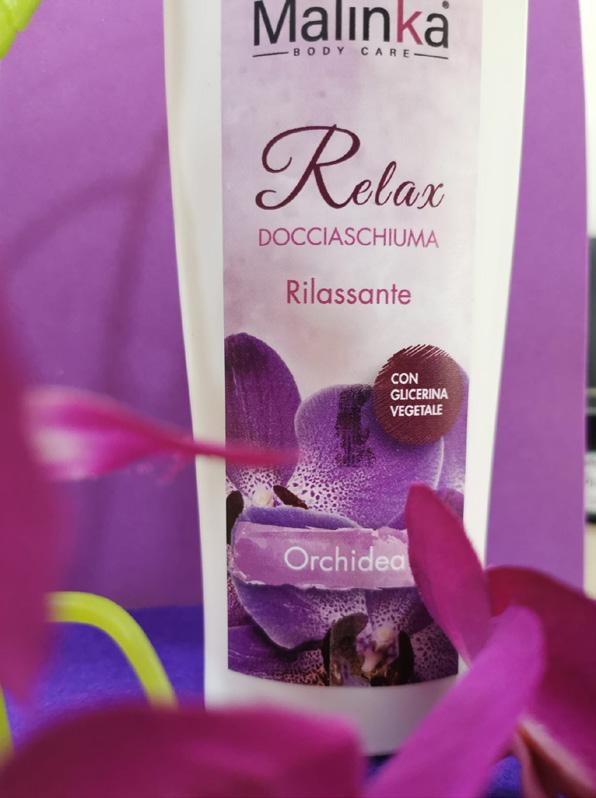 Malinka®
BODY CARE
Relax
DOCCIASCHIUMA
Rilassante
CON
GLICERINA
VEGETALE
Orchidea